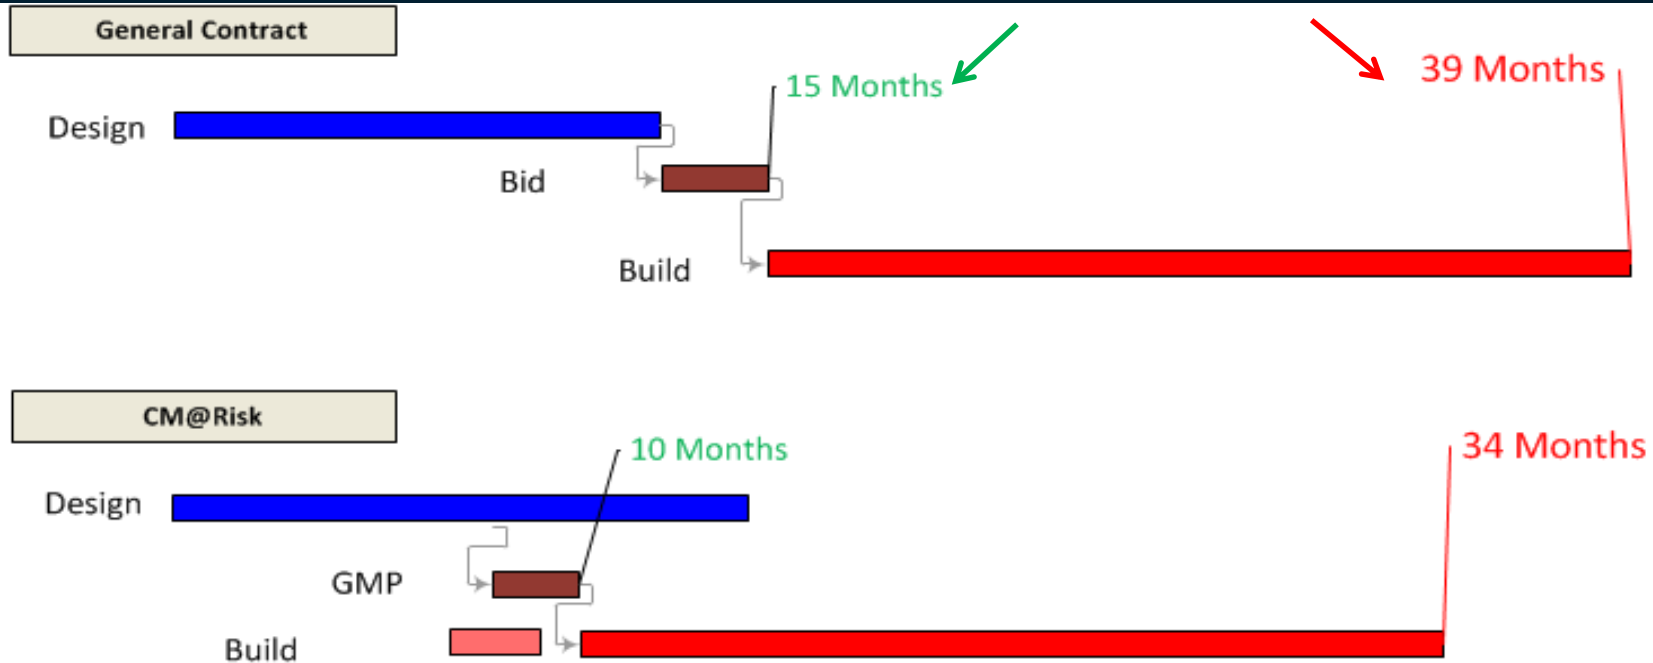 General Contract
15 Months
39 Months
Design
Bid
Build
CM@Risk
10 Months
34 Months
Design
GMP
Build